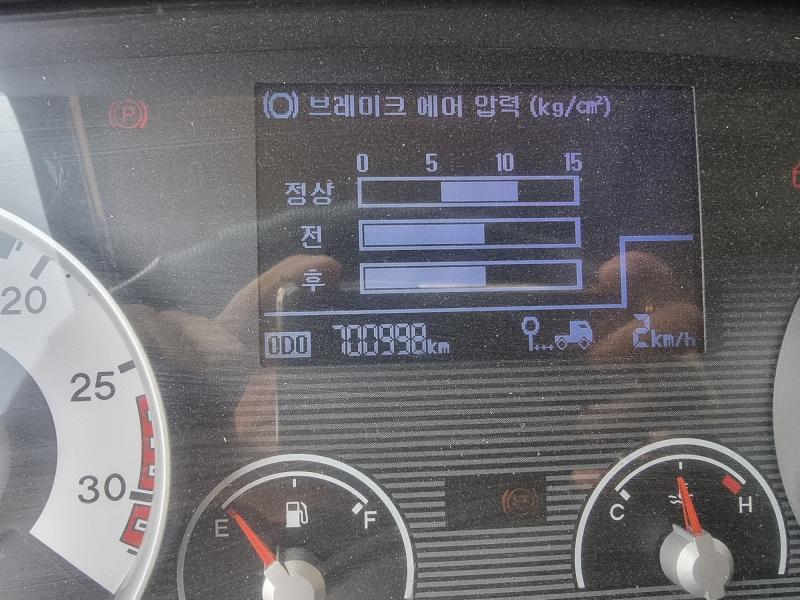 브레이크 에어 압력 (kg/㎠)
0 5 10 15
정상
전
후
ODO 700998km
2km/h
20
25
30
E F
C H
P